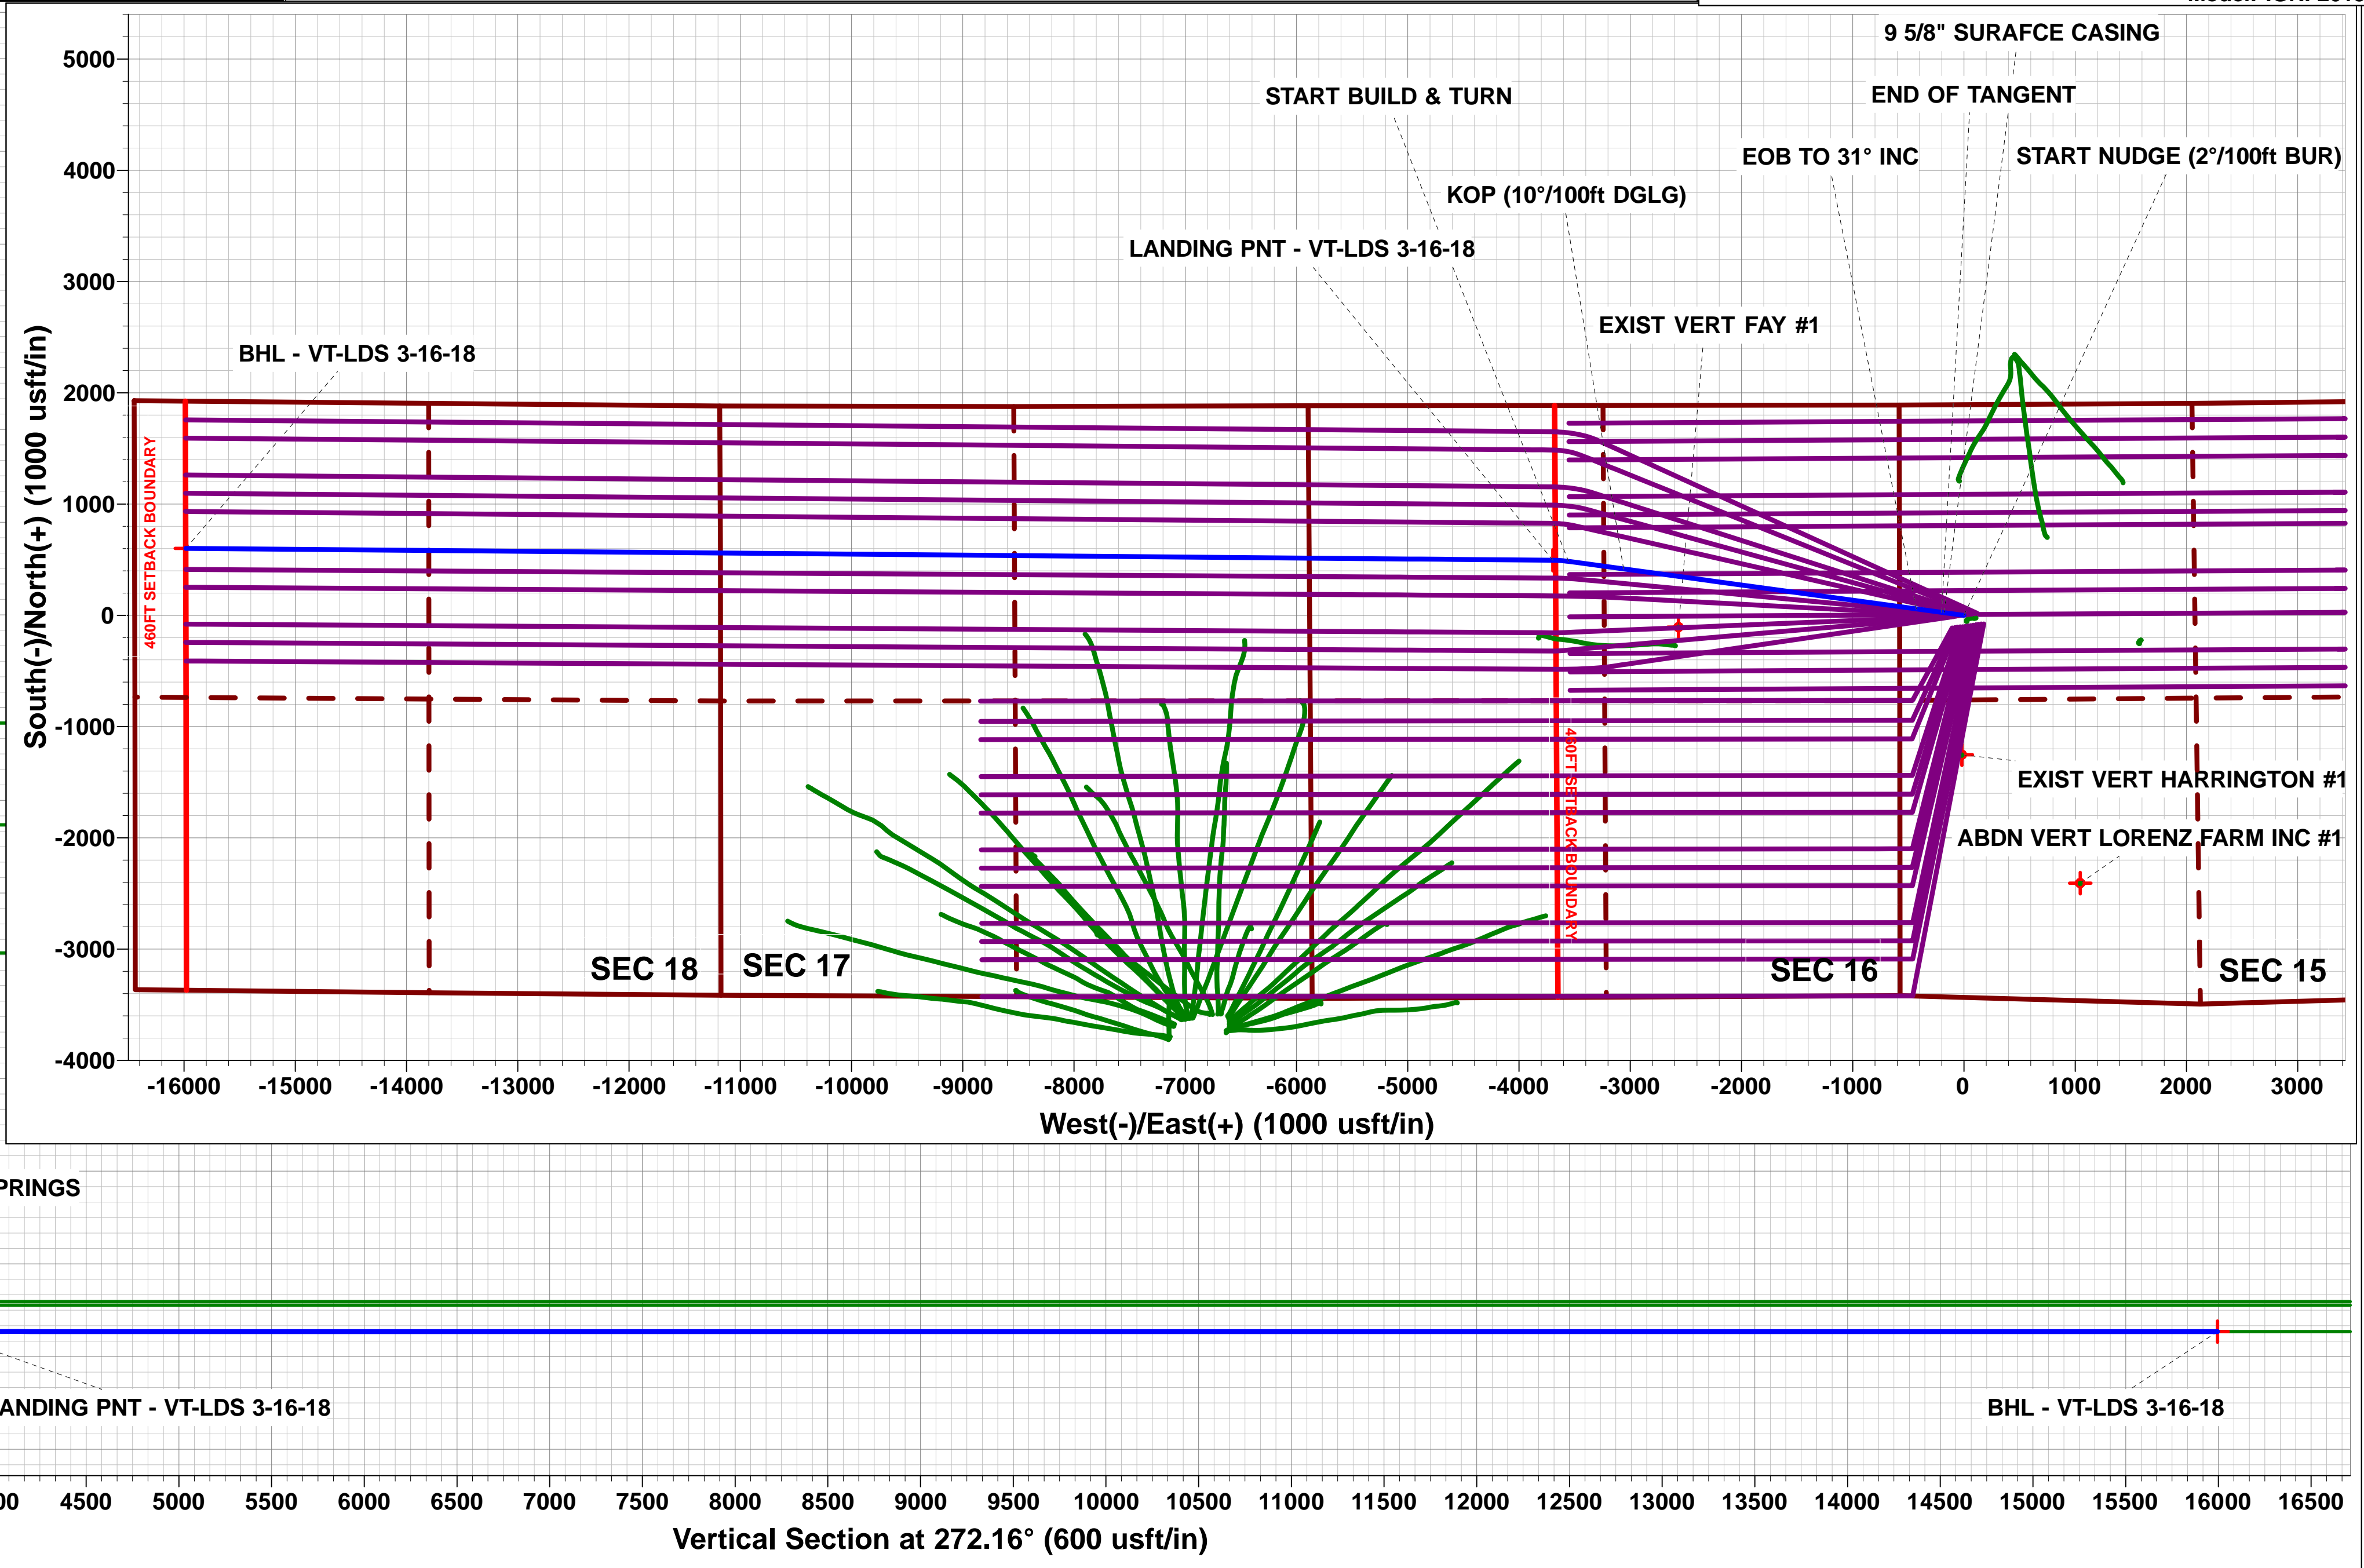 9 5/8" SURAFCE CASING
START BUILD & TURN
END OF TANGENT
EOB TO 31° INC
START NUDGE (2°/100ft BUR)
KOP (10°/100ft DGLG)
LANDING PNT - VT-LDS 3-16-18
EXIST VERT FAY #1
BHL - VT-LDS 3-16-18
5000
4000
3000
2000
1000
0
-1000
-2000
-3000
-4000
South(-)/North(+) (1000 usft/in)
460FT SETBACK BOUNDARY
460FT SETBACK BOUNDARY
EXIST VERT HARRINGTON #1
ABDN VERT LORENZ FARM INC #1
SEC 18
SEC 17
SEC 16
SEC 15
-16000 -15000 -14000 -13000 -12000 -11000 -10000 -9000 -8000 -7000 -6000 -5000 -4000 -3000 -2000 -1000 0 1000 2000 3000
West(-)/East(+) (1000 usft/in)
PRINGS
ANDING PNT - VT-LDS 3-16-18
BHL - VT-LDS 3-16-18
00 4500 5000 5500 6000 6500 7000 7500 8000 8500 9000 9500 10000 10500 11000 11500 12000 12500 13000 13500 14000 14500 15000 15500 16000 16500
Vertical Section at 272.16° (600 usft/in)